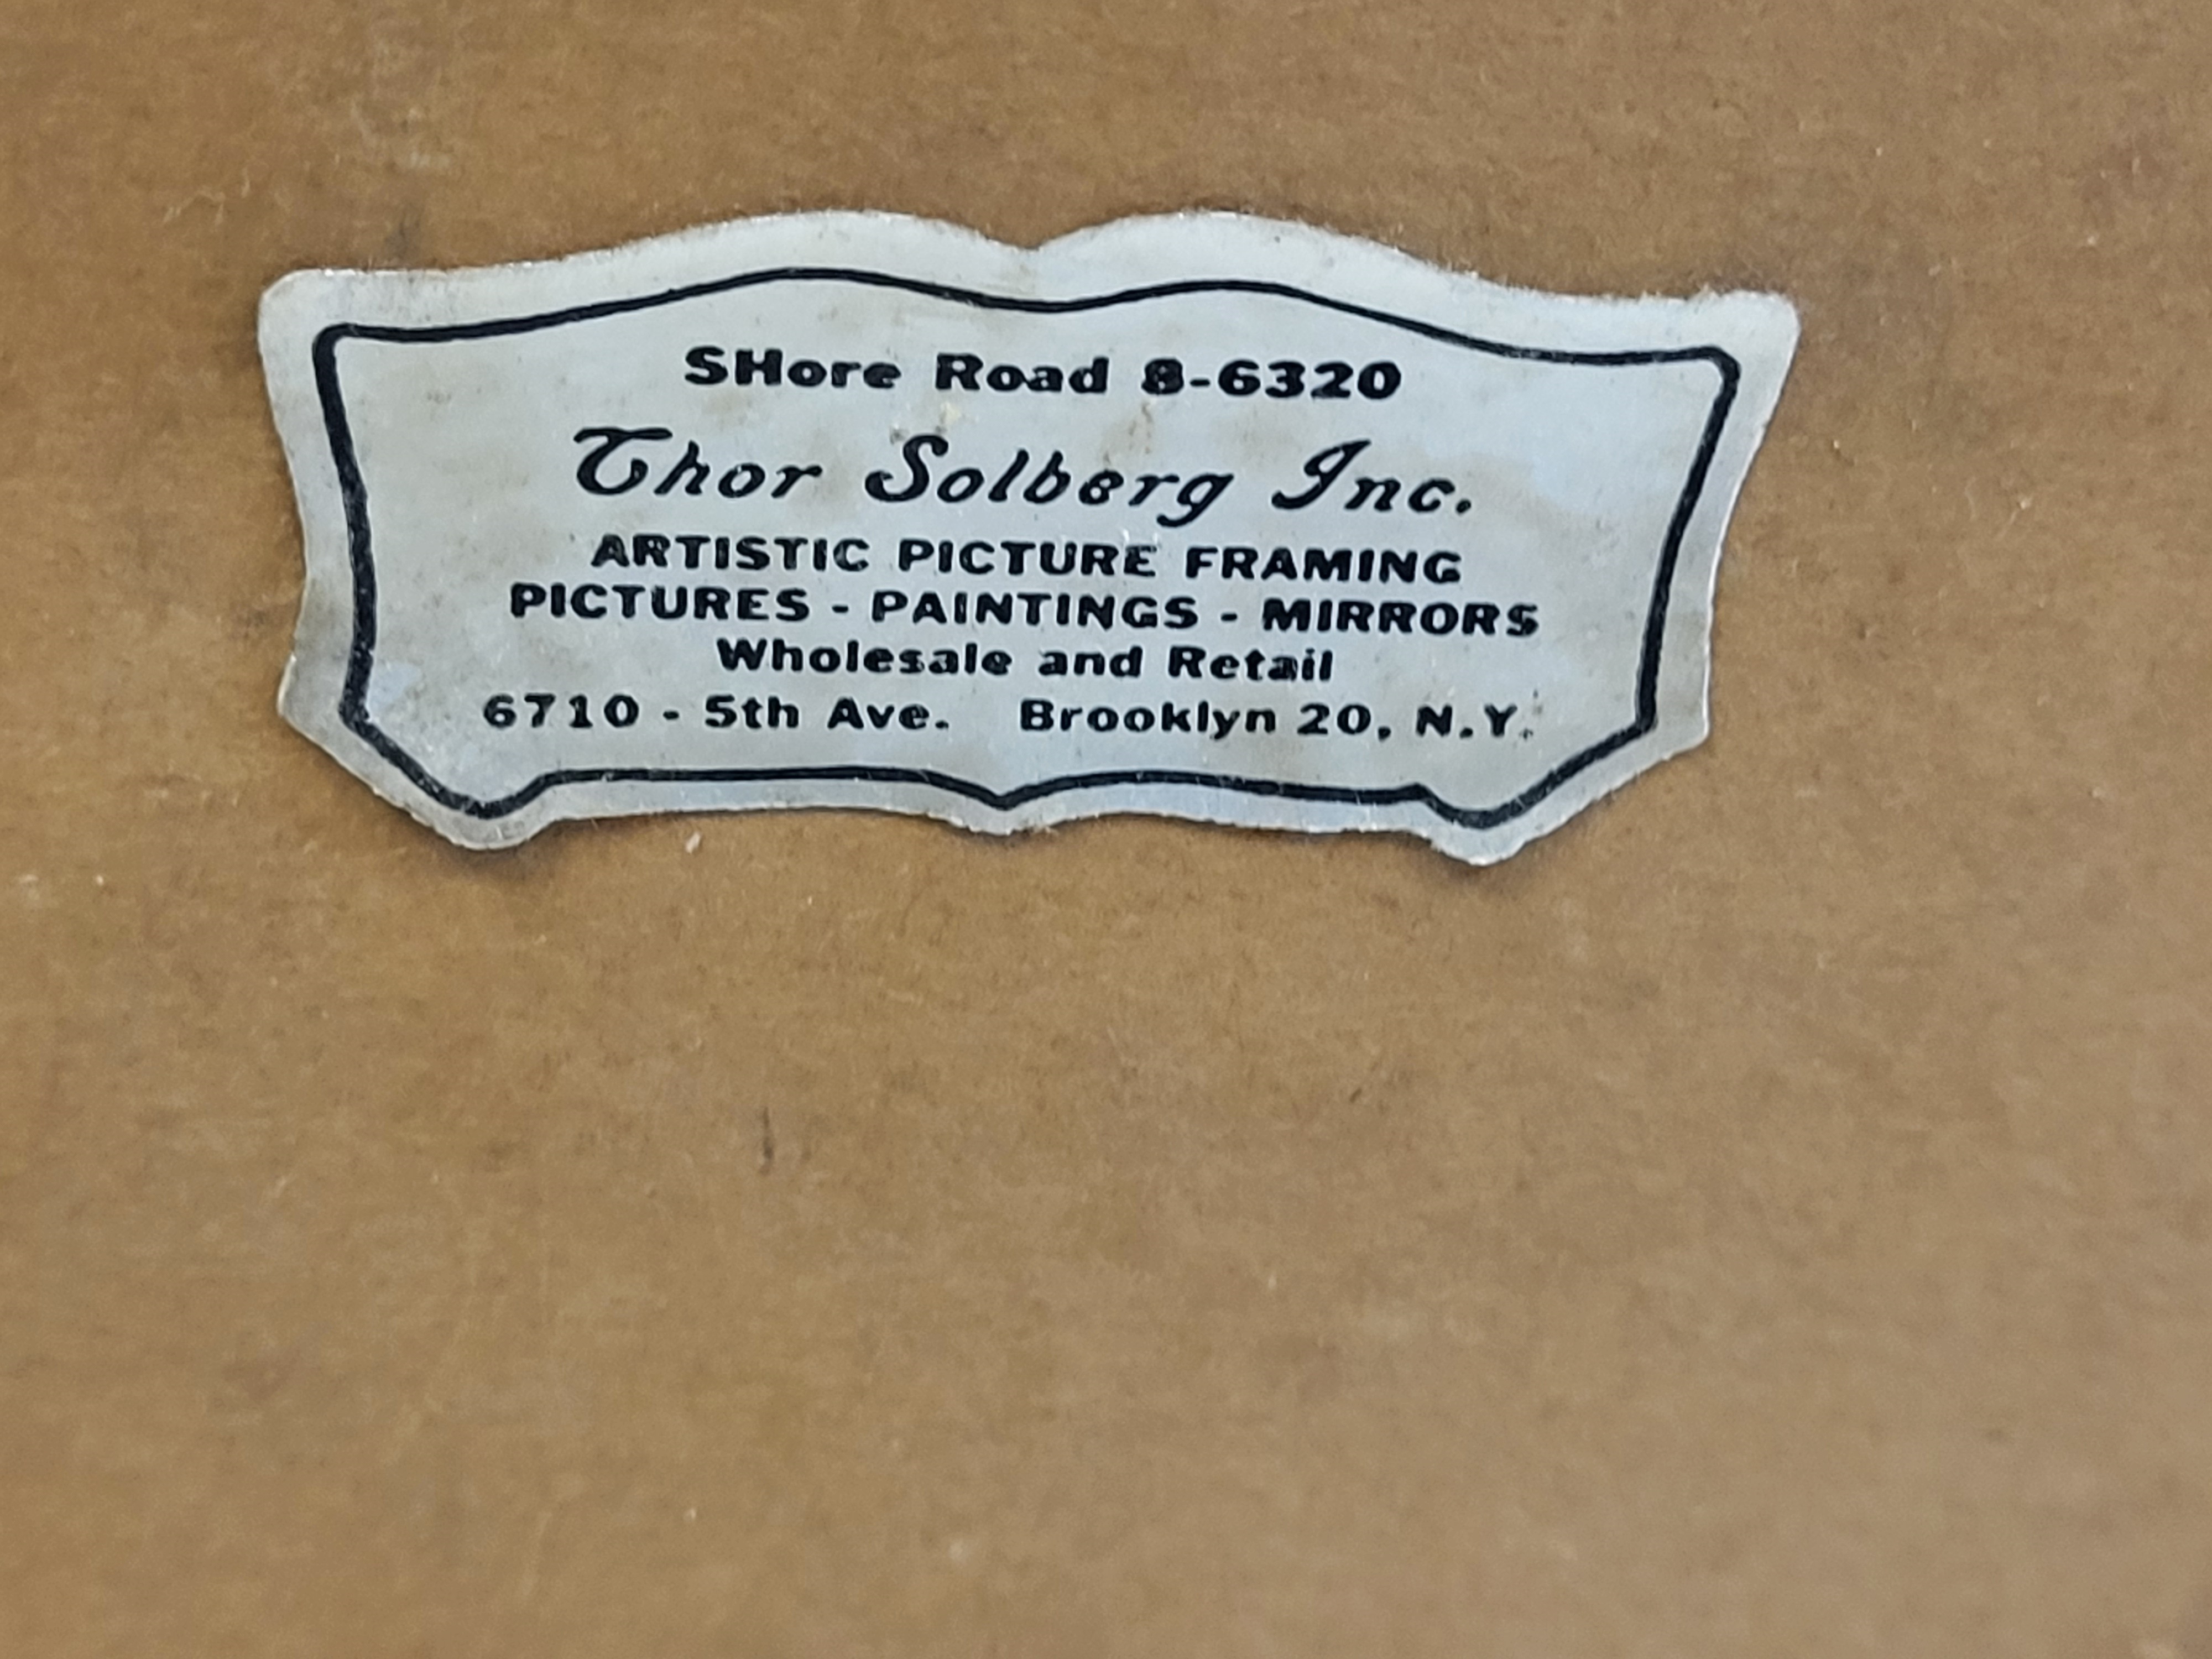 SHore Road 8-6320
Thor Solberg Inc.
ARTISTIC PICTURE FRAMING
PICTURES - PAINTINGS - MIRRORS
Wholesale and Retail
6710 - 5th Ave. Brooklyn 20, N.Y.